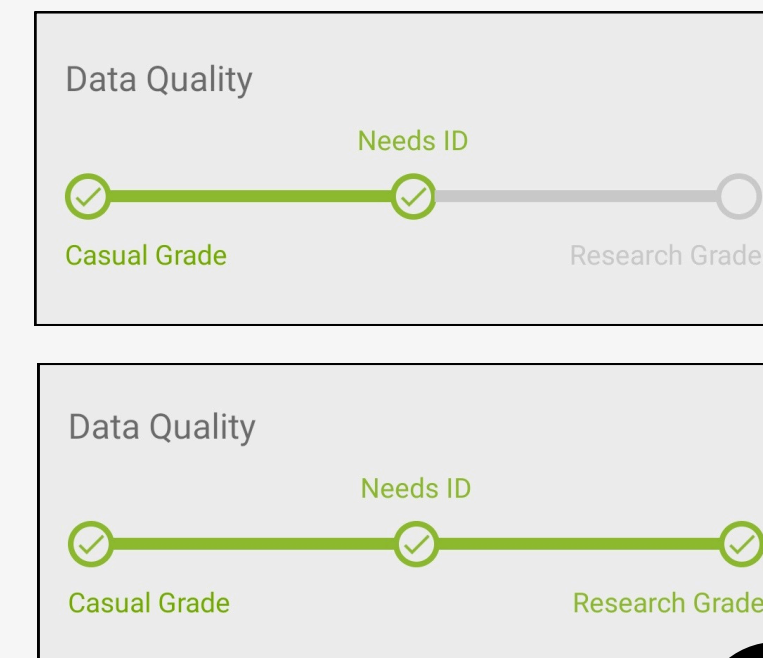 Data Quality
Needs ID
Casual Grade
Research Grade
Data Quality
Needs ID
Casual Grade
Research Grade